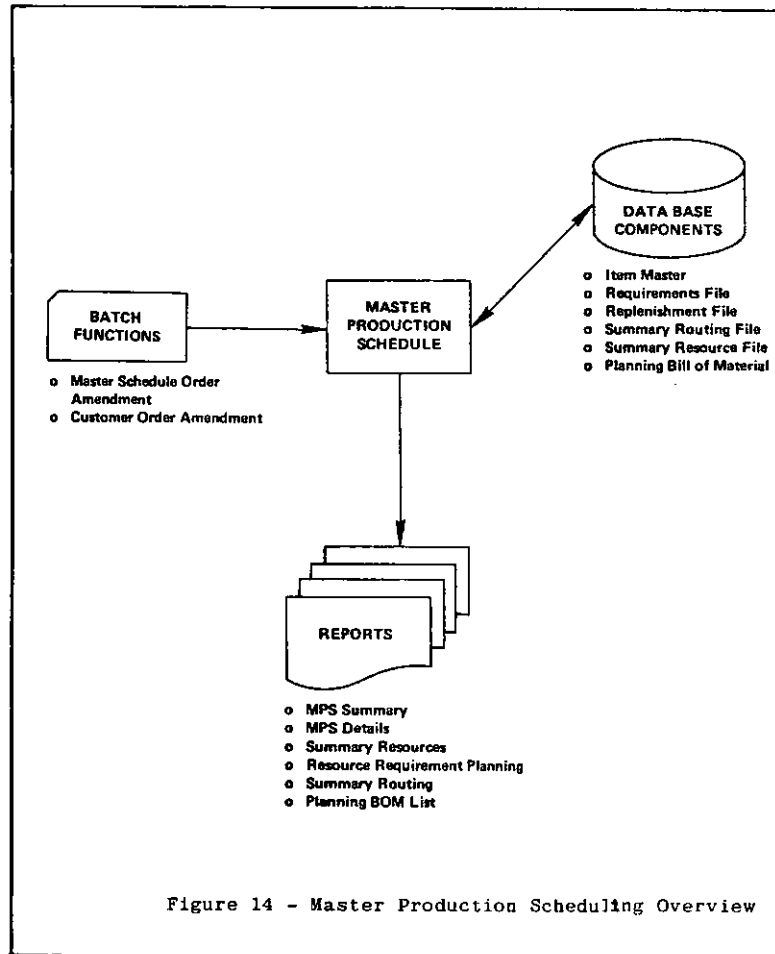 DATA BASE
COMPONENTS
o Item Master
o Requirements File
o Replenishment File
o Summary Routing File
o Summary Resource File
o Planning Bill of Material
BATCH
FUNCTIONS
o Master Schedule Order
Amendment
o Customer Order Amendment
MASTER
PRODUCTION
SCHEDULE
REPORTS
o MPS Summary
o MPS Details
o Summary Resources
o Resource Requirement Planning
o Summary Routing
o Planning BOM List
Figure 14 - Master Production Scheduling Overview